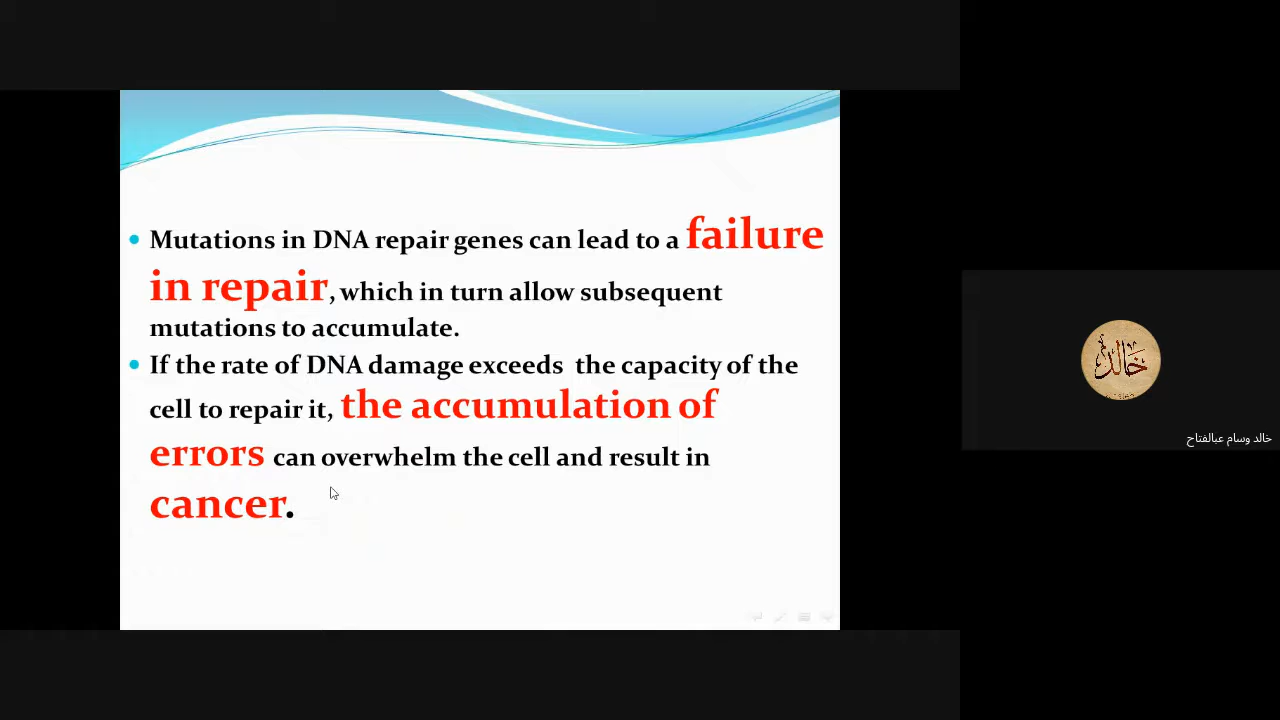 Mutations in DNA repair genes can lead to a failure
in repair, which in turn allow subsequent
mutations to accumulate.
If the rate of DNA damage exceeds the capacity of the
cell to repair it, the accumulation of
errors can overwhelm the cell and result in
cancer.
خالد
خالد وسام عبالفتاح